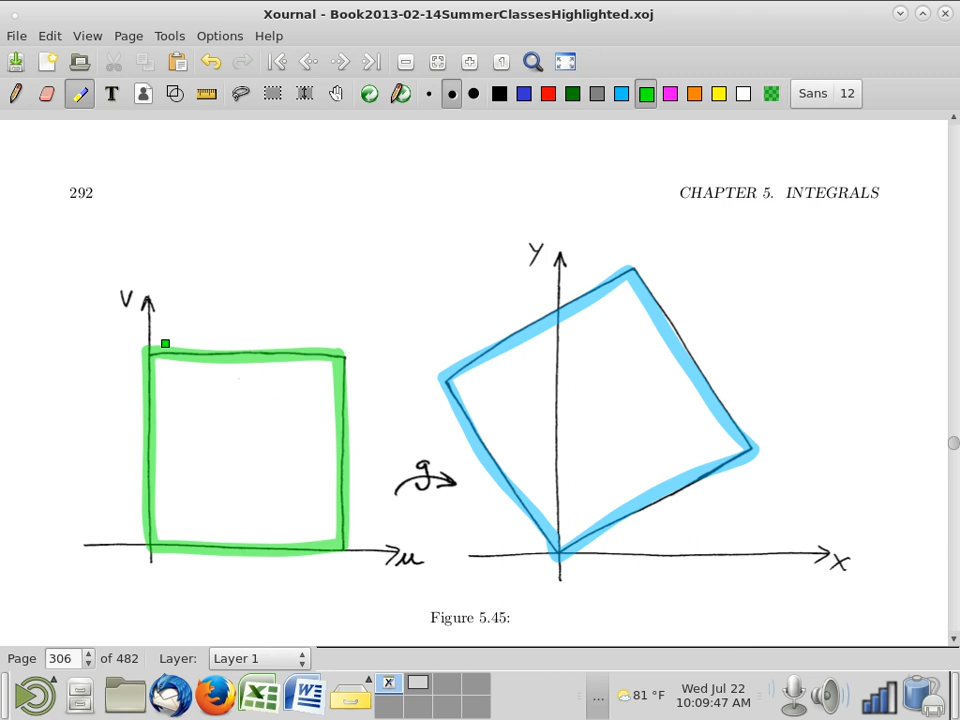 Xournal - Book2013-02-14SummerClassesHighlighted.xoj
File Edit View Page Tools Options Help
T Sans 12
292 CHAPTER 5. INTEGRALS
y
v
g
u
x
Figure 5.45:
Page 306 of 482 Layer: Layer 1
... 81 °F Wed Jul 22
10:09:47 AM